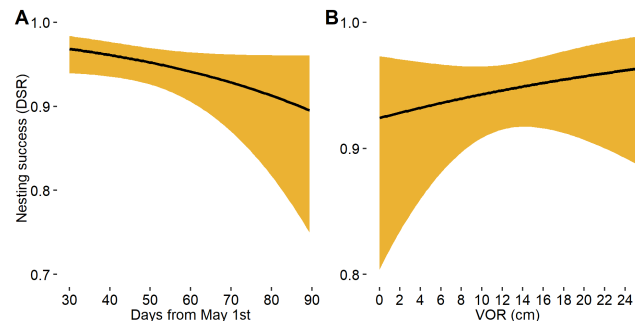 A
B
Nesting success (DSR)
1.0
0.9
0.8
0.7
30 40 50 60 70 80 90
Days from May 1st
1.0
0.9
0.8
0 2 4 6 8 10 12 14 16 18 20 22 24
VOR (cm)